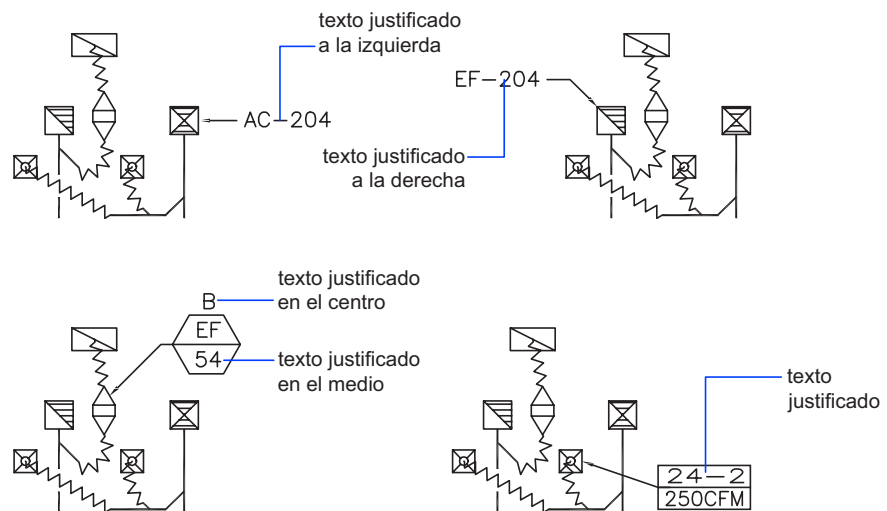 texto justificado
a la izquierda
AC-204
EF-204
texto justificado
a la derecha
texto justificado
en el centro
B
EF
54
texto justificado
en el medio
texto
justificado
24-2
250CFM